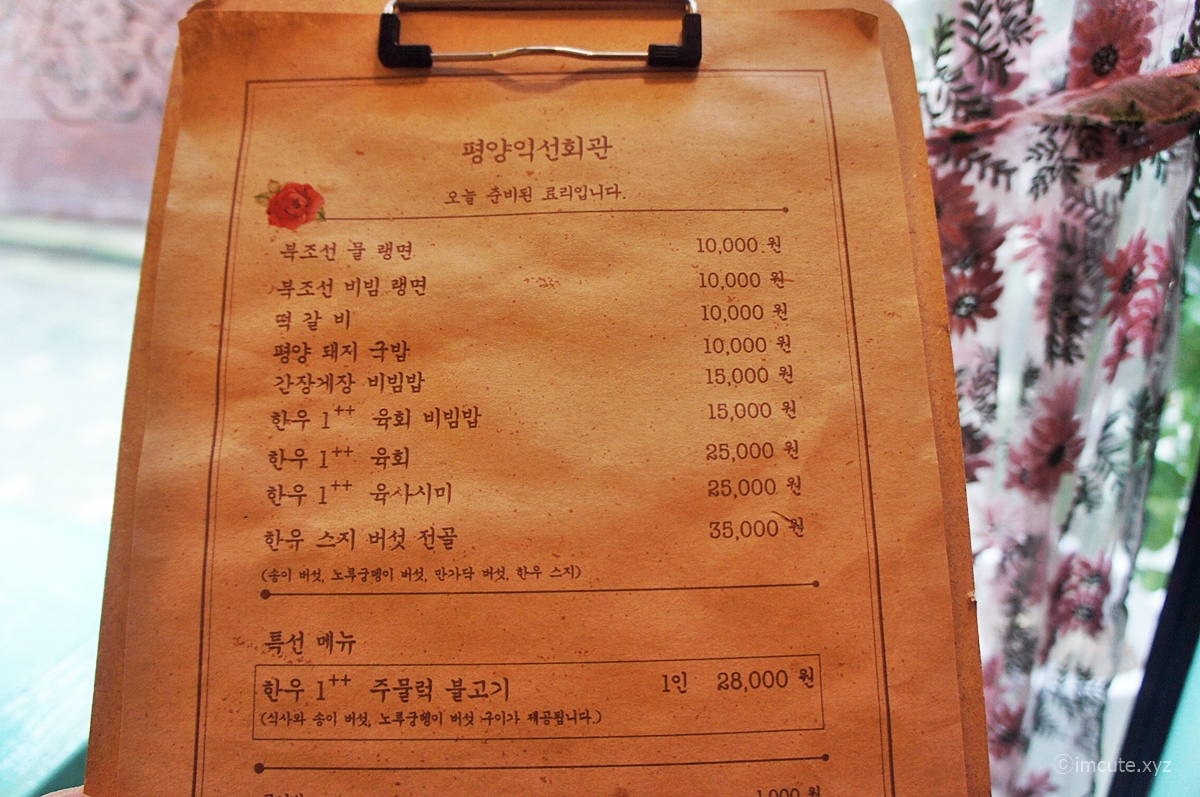 평양익선회관
오늘 준비된 료리입니다.
북조선 물 랭면 10,000 원
북조선 비빔 랭면 10,000 원
떡 갈 비 10,000 원
평양 돼지 국밥 10,000 원
간장게장 비빔밥 15,000 원
한우 1++ 육회 비빔밥 15,000 원
한우 1++ 육회 25,000 원
한우 1++ 육사시미 25,000 원
한우 스지 버섯 전골 35,000 원
(송이 버섯, 노루궁뎅이 버섯, 만가닥 버섯, 한우 스지)
특선 메뉴
한우 1++ 주물럭 불고기 1인 28,000 원
(식사와 송이 버섯, 노루궁뎅이 버섯 구이가 제공됩니다.)
1,000 원
©imcute.xyz